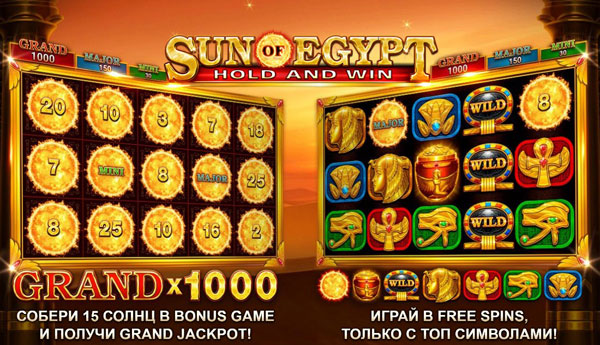 SUN OF EGYPT
HOLD AND WIN
GRAND
1000
MAJOR
150
MINI
30
GRAND
1000
MAJOR
150
MINI
30
20 10 3 7 18
7 MINI 8 MAJOR 25
8 25 10 16 2
MAJOR WILD 8
WILD
WILD
GRAND x1000
СОБЕРИ 15 СОЛНЦ В BONUS GAME
И ПОЛУЧИ GRAND JACKPOT!
WILD
ИГРАЙ В FREE SPINS,
ТОЛЬКО С ТОП СИМВОЛАМИ!